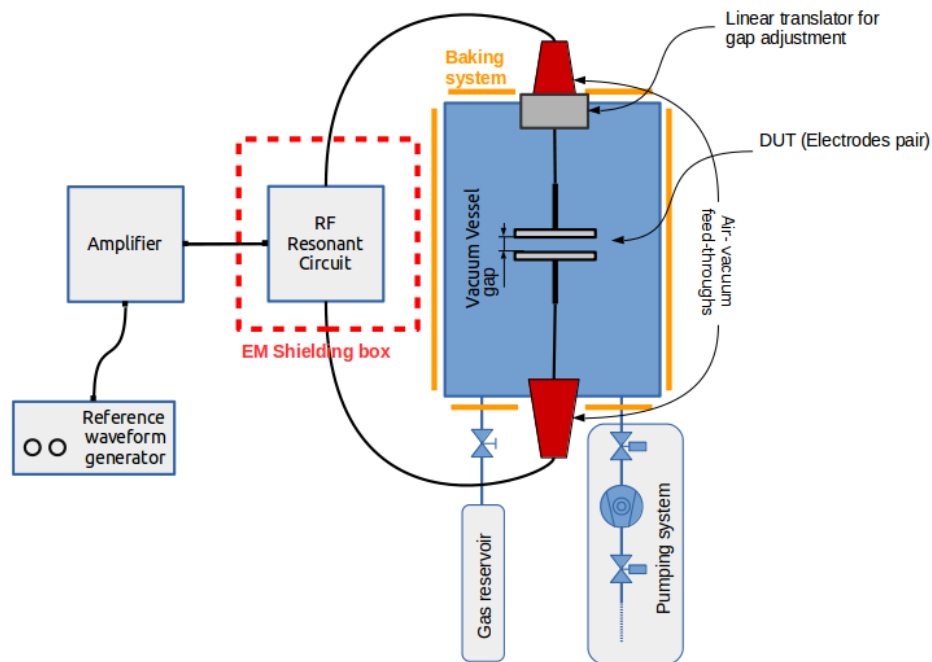 Linear translator for
gap adjustment
Baking
system
DUT (Electrodes pair)
Air- vacuum
feed-throughs
Amplifier
RF
Resonant
Circuit
Vacuum Vessel
gap
EM Shielding box
Reference
waveform
generator
Gas reservoir
Pumping system